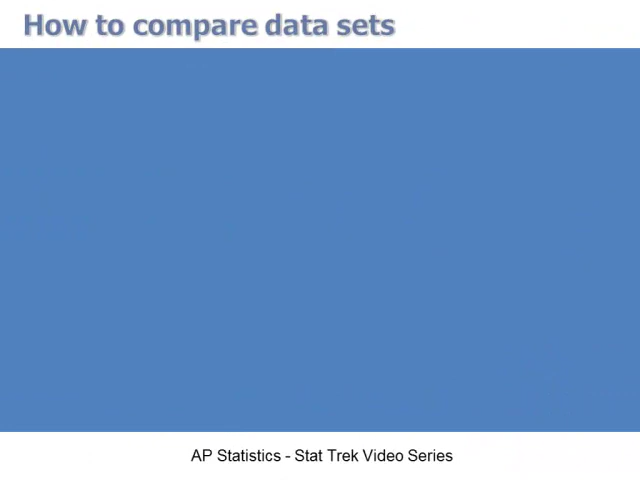 How to compare data sets
AP Statistics - Stat Trek Video Series